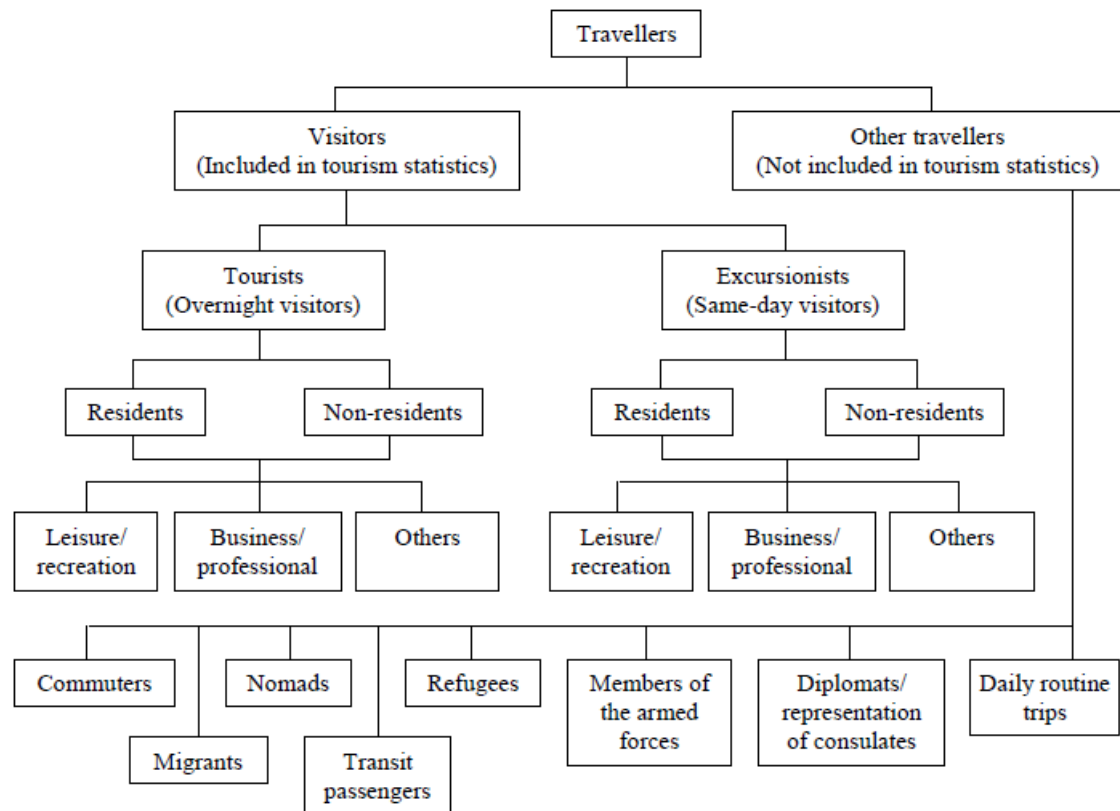 Travellers
Visitors
(Included in tourism statistics)
Other travellers
(Not included in tourism statistics)
Tourists
(Overnight visitors)
Excursionists
(Same-day visitors)
Residents
Non-residents
Residents
Non-residents
Leisure/
recreation
Business/
professional
Others
Leisure/
recreation
Business/
professional
Others
Commuters
Migrants
Nomads
Transit
passengers
Refugees
Members of
the armed
forces
Diplomats/
representation
of consulates
Daily routine
trips